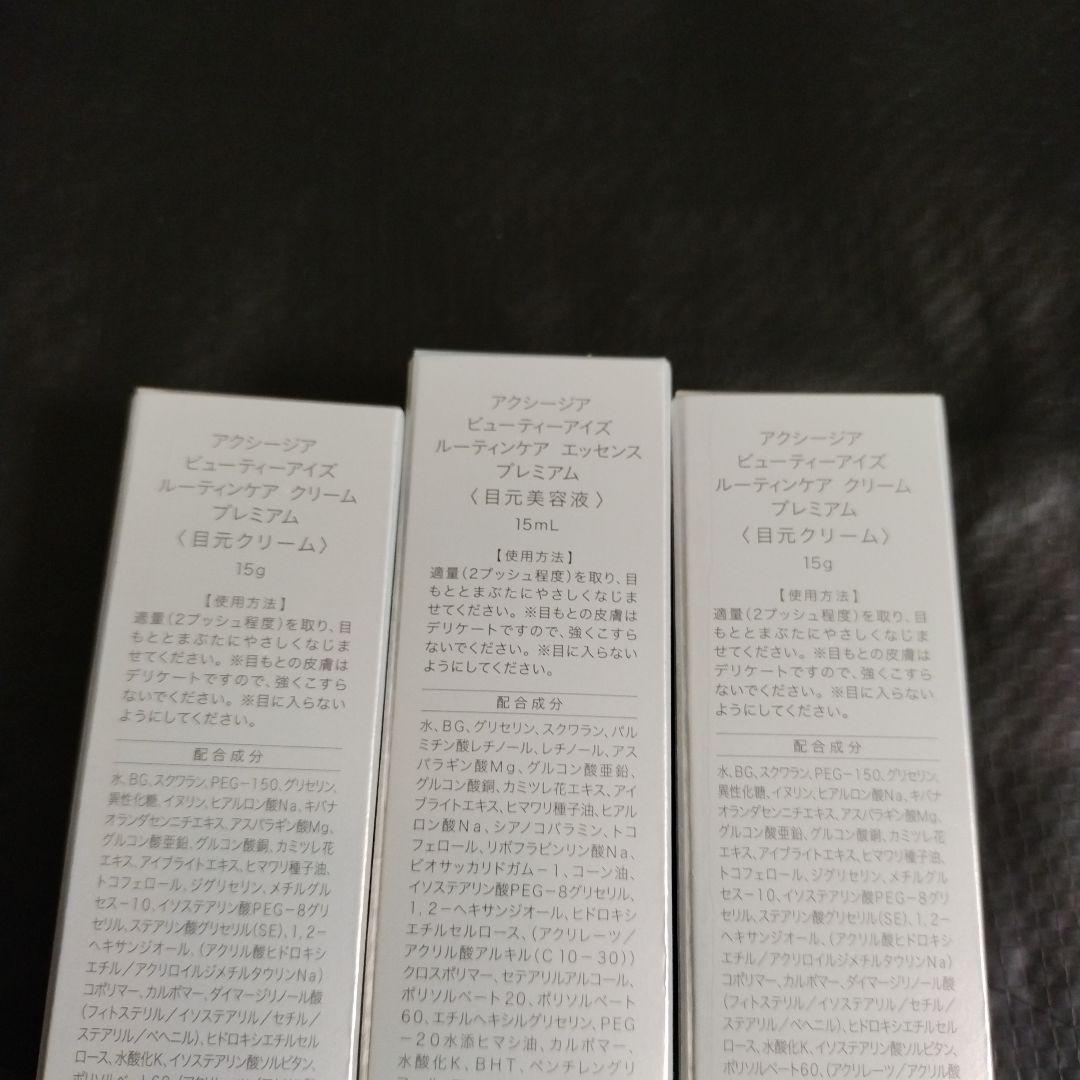 アクシージア
ビューティーアイズ
ルーティンケア クリーム
プレミアム
〈目元クリーム〉
15g
【使用方法】
適量(2プッシュ程度)を取り、目
もととまぶたにやさしくなじま
せてください。※目もとの皮膚は
デリケートですので、強くこすら
ないでください。※目に入らない
ようにしてください。
配合成分
水、BG、スクワラン、PEG-150、グリセリン、
異性化糖、イヌリン、ヒアルロン酸Na、キバナ
オランダセンニチエキス、アスパラギン酸Mg、
グルコン酸亜鉛、グルコン酸銅、カミツレ花
エキス、アイブライトエキス、ヒマワリ種子油、
トコフェロール、ジグリセリン、メチルグル
セス-10、イソステアリン酸PEG-8グリ
セリル、ステアリン酸グリセリル(SE)、1,2-
ヘキサンジオール、(アクリル酸ヒドロキシ
エチル/アクリロイルジメチルタウリンNa)
コポリマー、カルボマー、ダイマージリノール酸
(フィトステリル/イソステアリル/セチル/
ステアリル/ベヘニル)、ヒドロキシエチルセル
ロース、水酸化K、イソステアリン酸ソルビタン、
ポリソルベート60、(アクリレーツ/アクリル酸
アクシージア
ビューティーアイズ
ルーティンケア エッセンス
プレミアム
〈目元美容液〉
15mL
【使用方法】
適量(2プッシュ程度)を取り、目
もととまぶたにやさしくなじま
せてください。※目もとの皮膚は
デリケートですので、強くこすら
ないでください。※目に入らない
ようにしてください。
配合成分
水、BG、グリセリン、スクワラン、パル
ミチン酸レチノール、レチノール、アス
パラギン酸Mg、グルコン酸亜鉛、
グルコン酸銅、カミツレ花エキス、アイ
ブライトエキス、ヒマワリ種子油、ヒアル
ロン酸Na、シアノコバラミン、トコ
フェロール、リボフラビンリン酸Na、
ビオサッカリドガム-1、コーン油、
イソステアリン酸PEG-8グリセリル、
1,2-ヘキサンジオール、ヒドロキシ
エチルセルロース、(アクリレーツ/
アクリル酸アルキル(C10-30))
クロスポリマー、セテアリルアルコール、
ポリソルベート20、ポリソルベート
60、エチルヘキシルグリセリン、PEG
-20水添ヒマシ油、カルボマー、
水酸化K、BHT、ペンチレングリ
アクシージア
ビューティーアイズ
ルーティンケア クリーム
プレミアム
〈目元クリーム〉
15g
【使用方法】
適量(2プッシュ程度)を取り、目
もととまぶたにやさしくなじま
せてください。※目もとの皮膚は
デリケートですので、強くこすら
ないでください。※目に入らない
ようにしてください。
配合成分
水、BG、スクワラン、PEG-150、グリセリン、
異性化糖、イヌリン、ヒアルロン酸Na、キバナ
オランダセンニチエキス、アスパラギン酸Mg、
グルコン酸亜鉛、グルコン酸銅、カミツレ花
エキス、アイブライトエキス、ヒマワリ種子油、
トコフェロール、ジグリセリン、メチルグル
セス-10、イソステアリン酸PEG-8グリ
セリル、ステアリン酸グリセリル(SE)、1,2-
ヘキサンジオール、(アクリル酸ヒドロキシ
エチル/アクリロイルジメチルタウリンNa)
コポリマー、カルボマー、ダイマージリノール酸
(フィトステリル/イソステアリル/セチル/
ステアリル/ベヘニル)、ヒドロキシエチルセル
ロース、水酸化K、イソステアリン酸ソルビタン、
ポリソルベート60、(アクリレーツ/アクリル酸